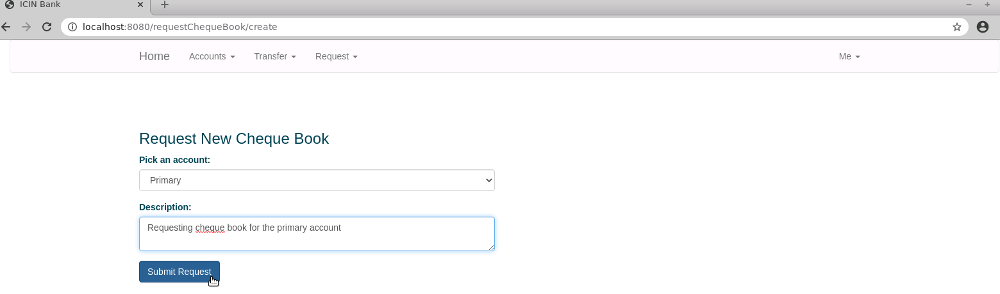 ICIN Bank
localhost:8080/requestChequeBook/create
Home Accounts Transfer Request Me
Request New Cheque Book
Pick an account:
Primary
Description:
Requesting cheque book for the primary account
Submit Request